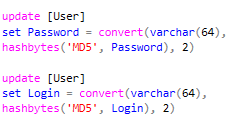 update [User]
set Password = convert(varchar(64),
hashbytes('MD5', Password), 2)
update [User]
set Login = convert(varchar(64),
hashbytes('MD5', Login), 2)